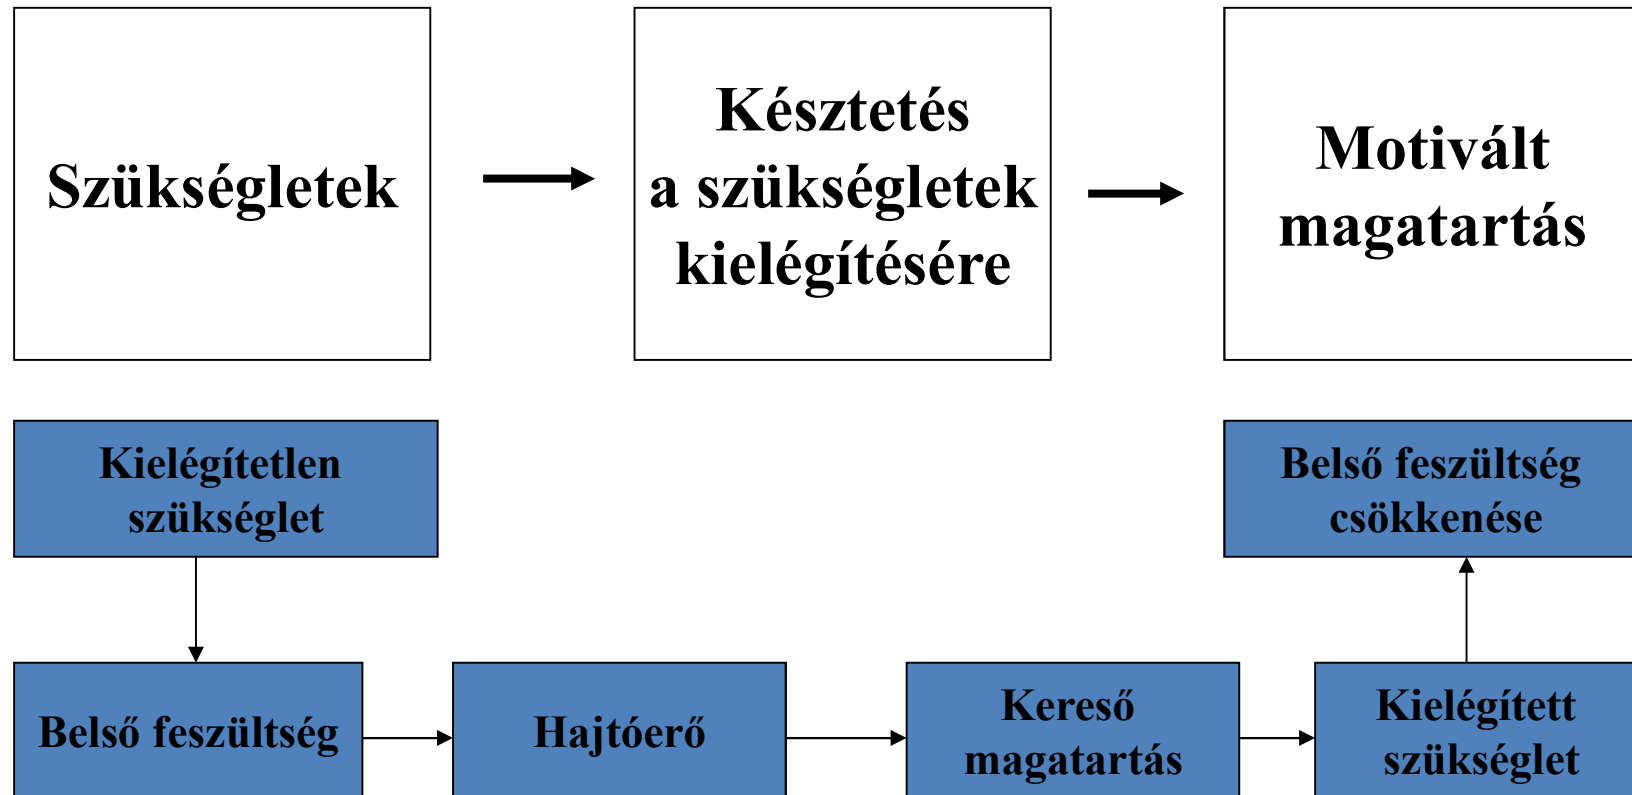 Szükségletek
Késztetés
a szükségletek
kielégítésére
Motivált
magatartás
Kielégítetlen
szükséglet
Belső feszültség
csökkenése
Belső feszültség
Hajtóerő
Kereső
magatartás
Kielégített
szükséglet